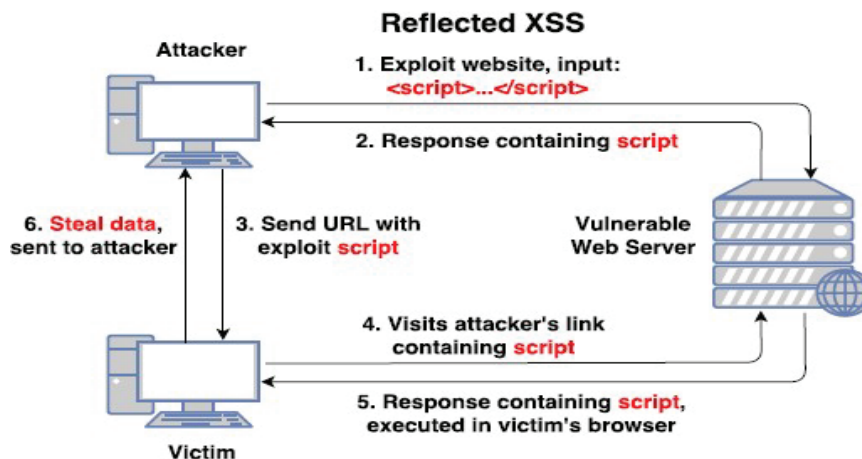 Reflected XSS
Attacker
1. Exploit website, input:
<script>...</script>
2. Response containing script
6. Steal data,
sent to attacker
3. Send URL with
exploit script
Vulnerable
Web Server
4. Visits attacker's link
containing script
5. Response containing script,
executed in victim's browser
Victim